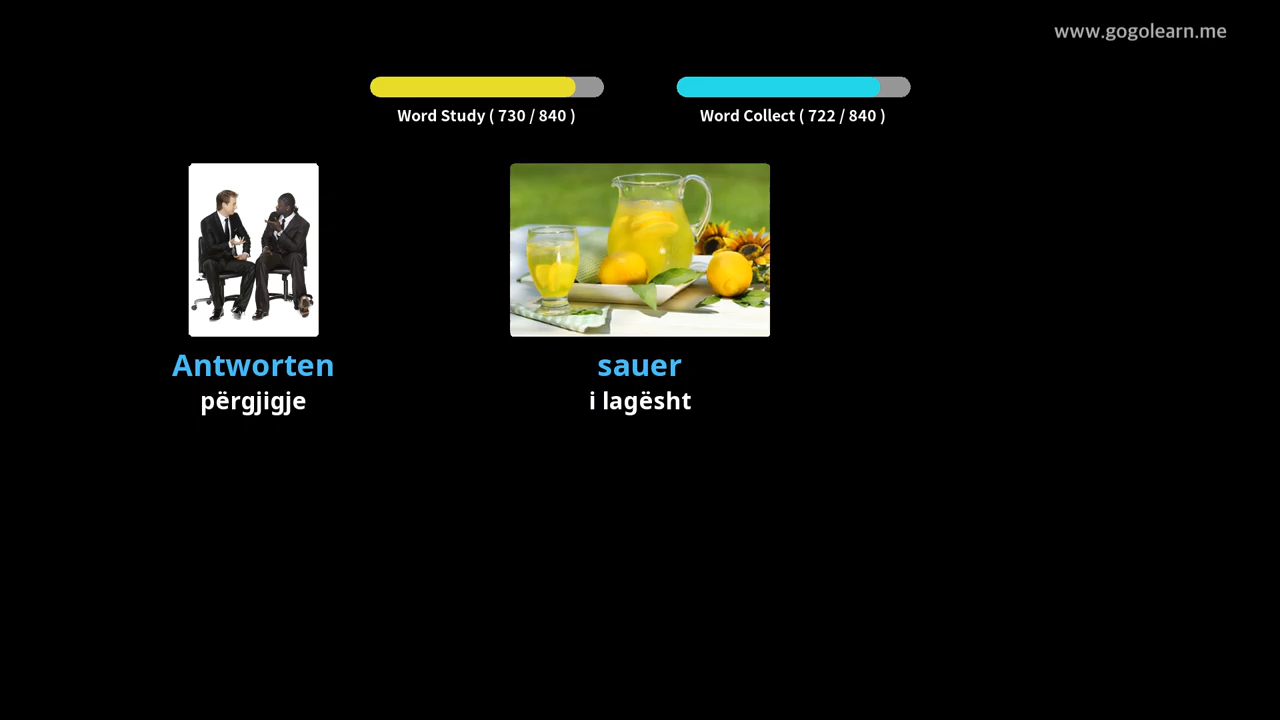 www.gogolearn.me
Word Study ( 730 / 840 )
Word Collect ( 722 / 840 )
Antworten
përgjigje
sauer
i lagësht